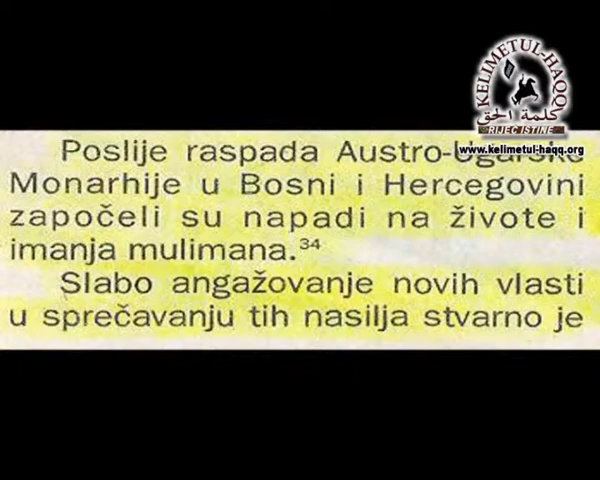 KELIMETUL-HAQQ
كلمة الحق
RIJEČ ISTINE
www.kelimetul-haqq.org
Poslije raspada Austro-Ugarske
Monarhije u Bosni i Hercegovini
započeli su napadi na živote i
imanja mulimana.34
Slabo angažovanje novih vlasti
u sprečavanju tih nasilja stvarno je